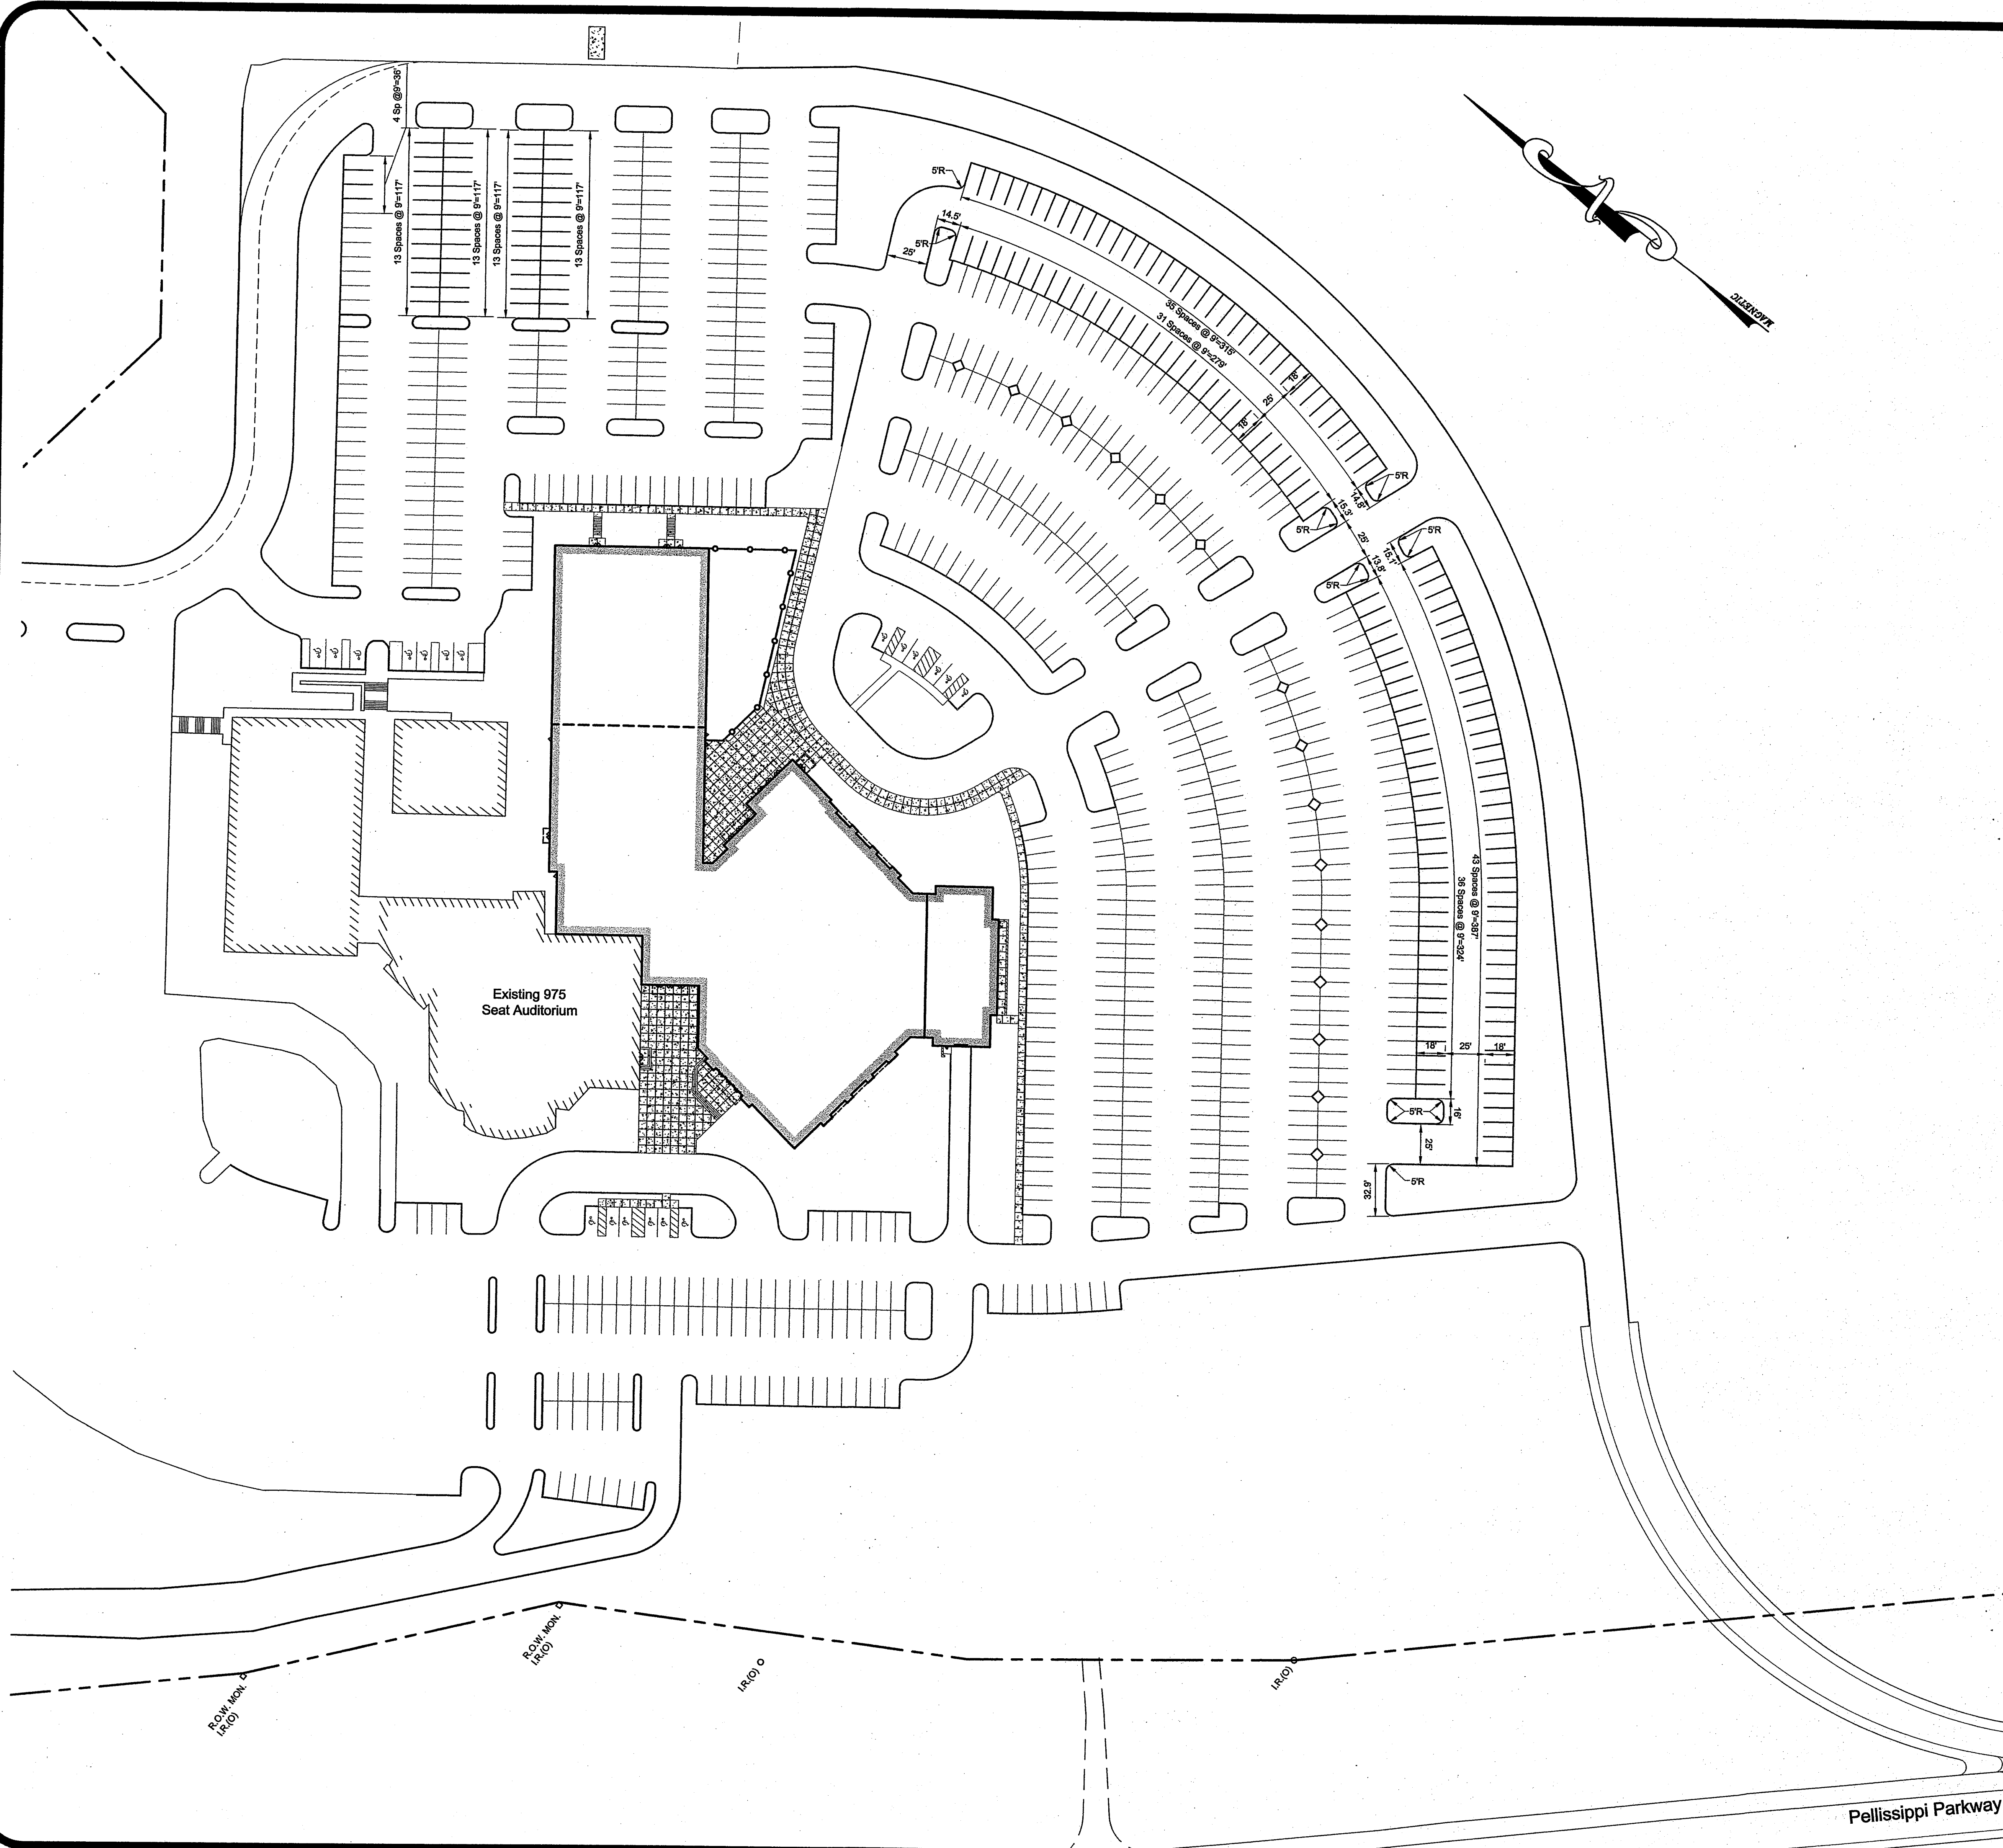 4 Sp @9'=36'
13 Spaces @ 9'=117'
13 Spaces @ 9'=117'
13 Spaces @ 9'=117'
13 Spaces @ 9'=117'
MAGNETIC
5'R
14.5'
5'R
25'
35 Spaces @ 9'=315'
31 Spaces @ 9'=279'
18'
25'
18'
5'R
14.8'
15.3'
5'R
25'
5'R
15.1'
13.8'
5'R
43 Spaces @ 9'=387'
36 Spaces @ 9'=324'
Existing 975
Seat Auditorium
18'
25'
18'
5'R
16'
25'
5'R
32.9'
R.O.W. MON.
I.R.(O)
R.O.W. MON.
I.R.(O)
I.R.(O)
I.R.(O)
Pellissippi Parkway